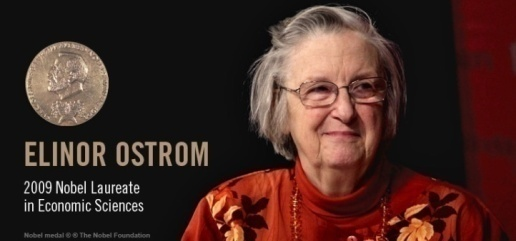 ELINOR OSTROM
2009 Nobel Laureate
in Economic Sciences
Nobel medal ® ® The Nobel Foundation